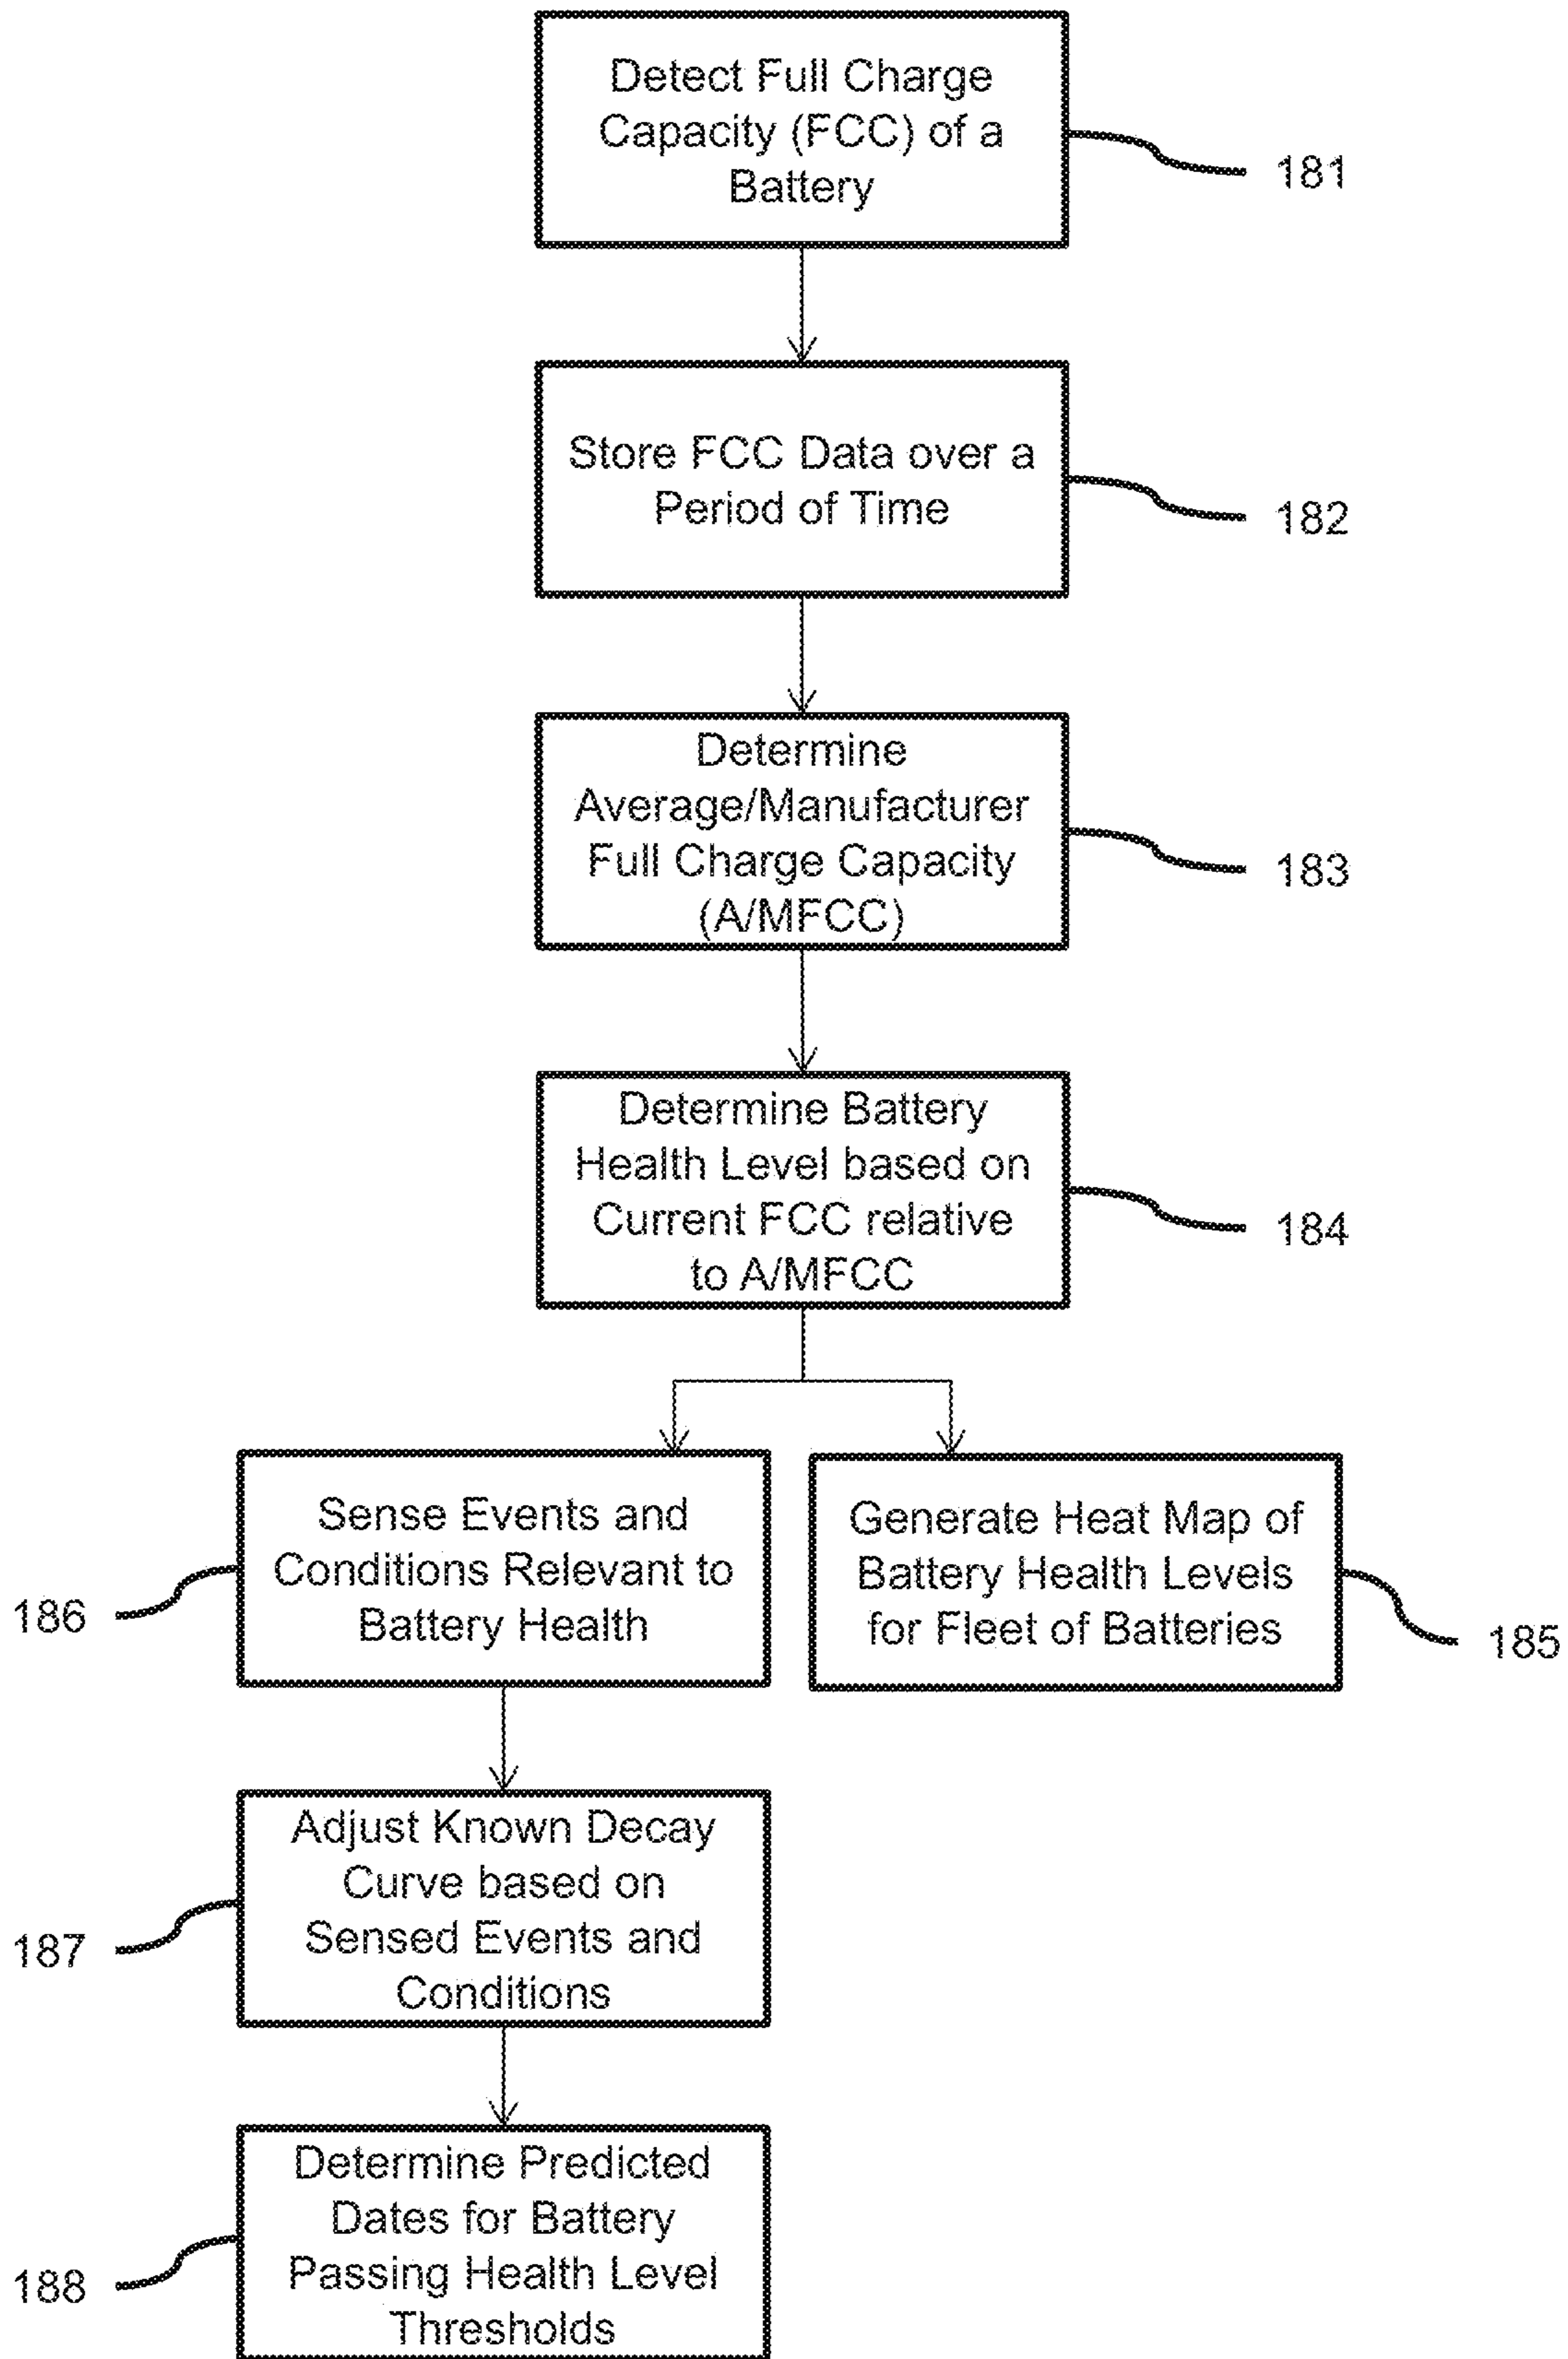 Detect Full Charge
Capacity (FCC) of a
Battery
181
Store FCC Data over a
Period of Time
182
Determine
Average/Manufacturer
Full Charge Capacity
(A/MFCC)
183
Determine Battery
Health Level based on
Current FCC relative
to A/MFCC
184
Sense Events and
Conditions Relevant to
Battery Health
186
Generate Heat Map of
Battery Health Levels
for Fleet of Batteries
185
Adjust Known Decay
Curve based on
Sensed Events and
Conditions
187
Determine Predicted
Dates for Battery
Passing Health Level
Thresholds
188